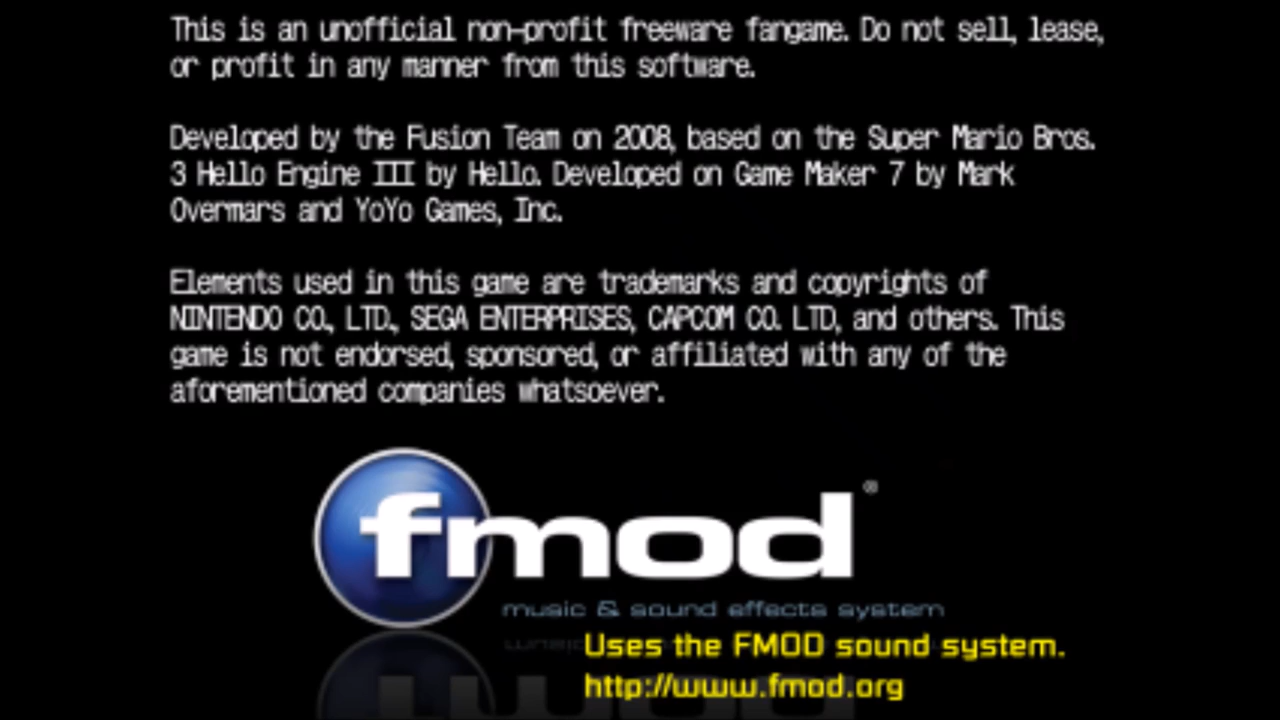 This is an unofficial non-profit freeware fangame. Do not sell, lease,
or profit in any manner from this software.
Developed by the Fusion Team on 2008, based on the Super Mario Bros.
3 Hello Engine III by Hello. Developed on Game Maker 7 by Mark
Overmars and YoYo Games, Inc.
Elements used in this game are trademarks and copyrights of
NINTENDO CO., LTD., SEGA ENTERPRISES, CAPCOM CO. LTD, and others. This
game is not endorsed, sponsored, or affiliated with any of the
aforementioned companies whatsoever.
fmod®
music & sound effects system
Uses the FMOD sound system.
http://www.fmod.org